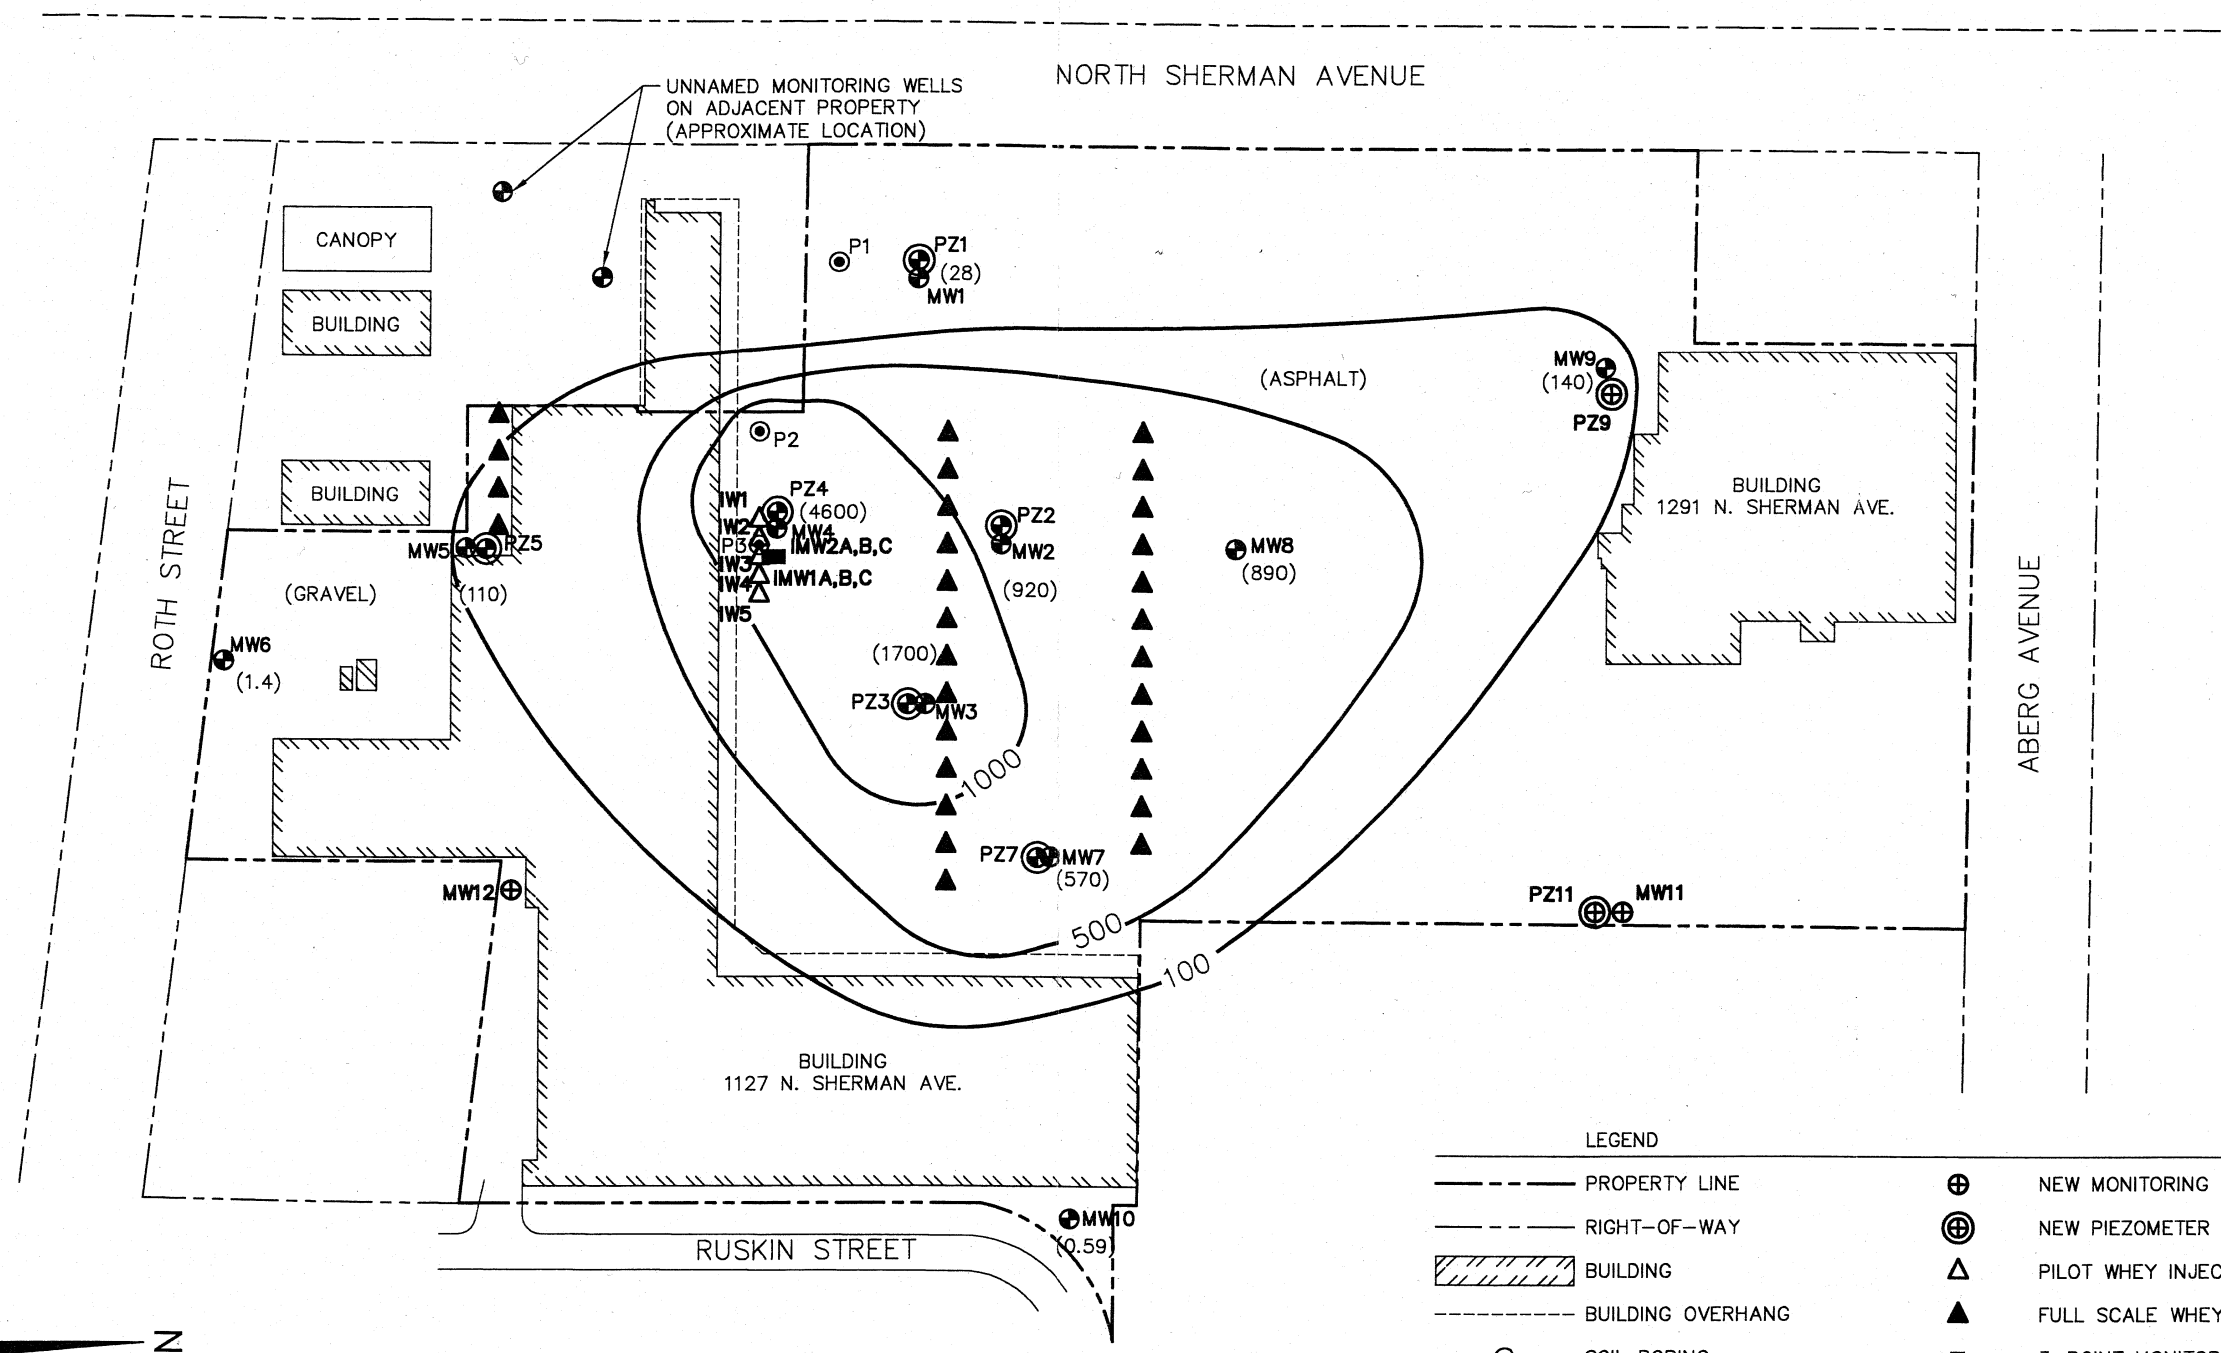 NORTH SHERMAN AVENUE
UNNAMED MONITORING WELLS
ON ADJACENT PROPERTY
(APPROXIMATE LOCATION)
CANOPY
BUILDING
P1
PZ1
(28)
MW1
(ASPHALT)
MW9
(140)
PZ9
P2
BUILDING
ROTH STREET
IW1
IW2
P3
IW3
IW4
IW5
PZ4
(4600)
MW4
IMW2A,B,C
IMW1A,B,C
PZ2
MW2
(920)
MW8
(890)
BUILDING
1291 N. SHERMAN AVE.
MW5
PZ5
(110)
(GRAVEL)
MW6
(1.4)
(1700)
PZ3
MW3
1000
ABERG AVENUE
PZ7
MW7
(570)
MW12
PZ11
MW11
500
100
BUILDING
1127 N. SHERMAN AVE.
MW10
(0.59)
RUSKIN STREET
N
LEGEND
PROPERTY LINE
RIGHT-OF-WAY
BUILDING
BUILDING OVERHANG
NEW MONITORING
NEW PIEZOMETER
PILOT WHEY INJEC
FULL SCALE WHEY